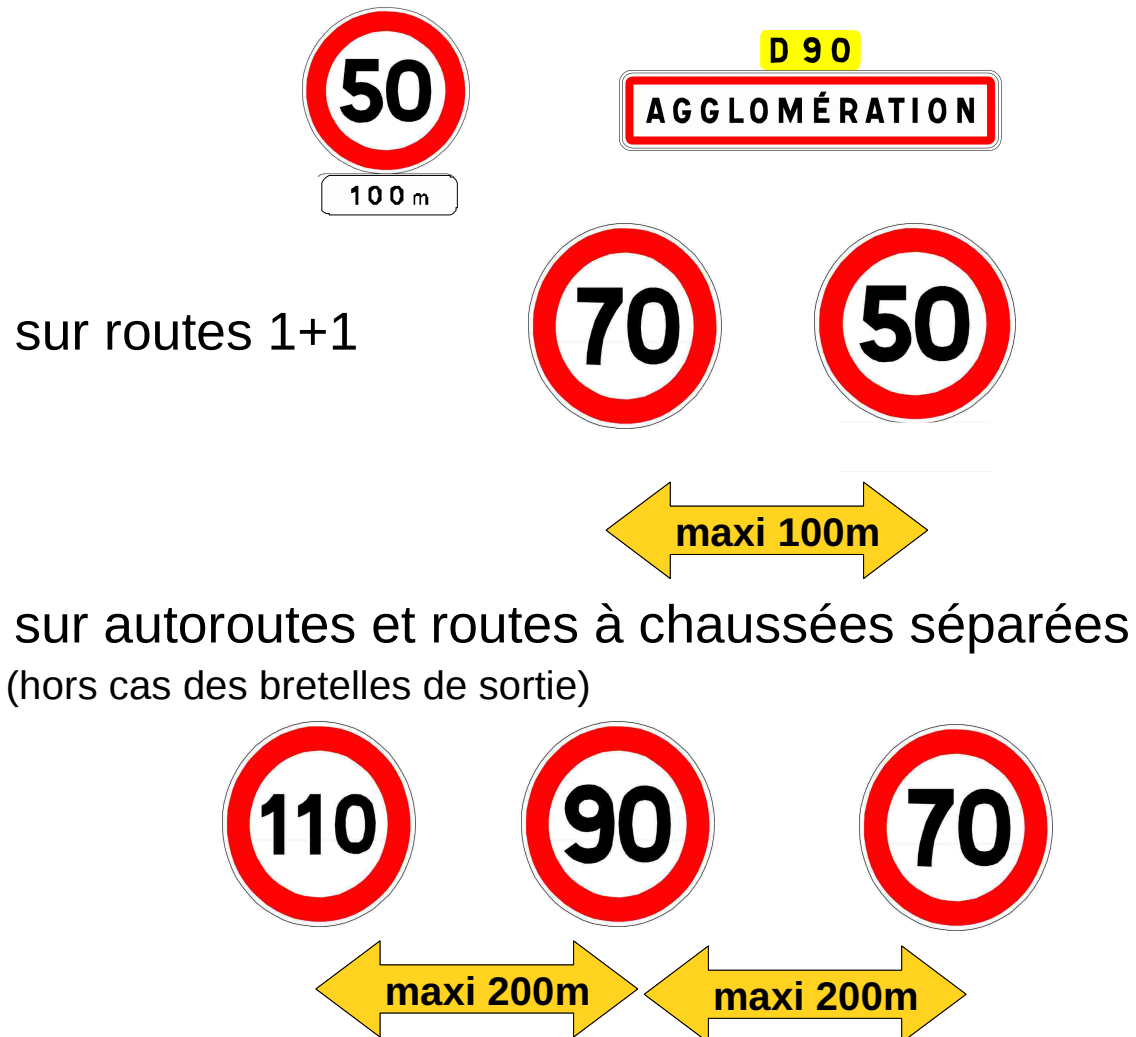 D 90
50
AGGLOMÉRATION
100m
sur routes 1+1
70
50
maxi 100m
sur autoroutes et routes à chaussées séparées
(hors cas des bretelles de sortie)
110
90
70
maxi 200m
maxi 200m